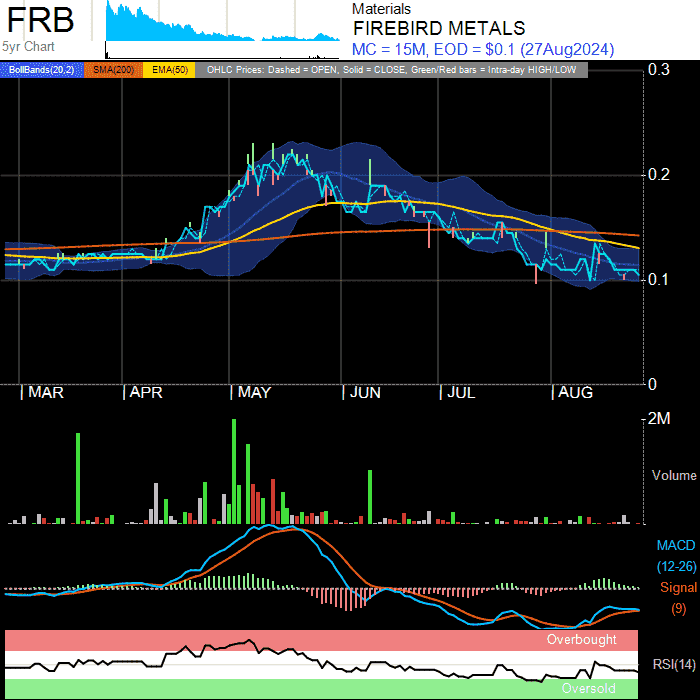 FRB
5yr Chart
Materials
FIREBIRD METALS
MC = 15M, EOD = $0.1 (27Aug2024)
BollBands(20,2) SMA(200) EMA(50) OHLC Prices: Dashed = OPEN, Solid = CLOSE, Green/Red bars = Intra-day HIGH/LOW
0.3
0.2
0.1
0
| MAR | APR | MAY | JUN | JUL | AUG
2M
Volume
MACD
(12-26)
Signal
(9)
Overbought
RSI(14)
Oversold